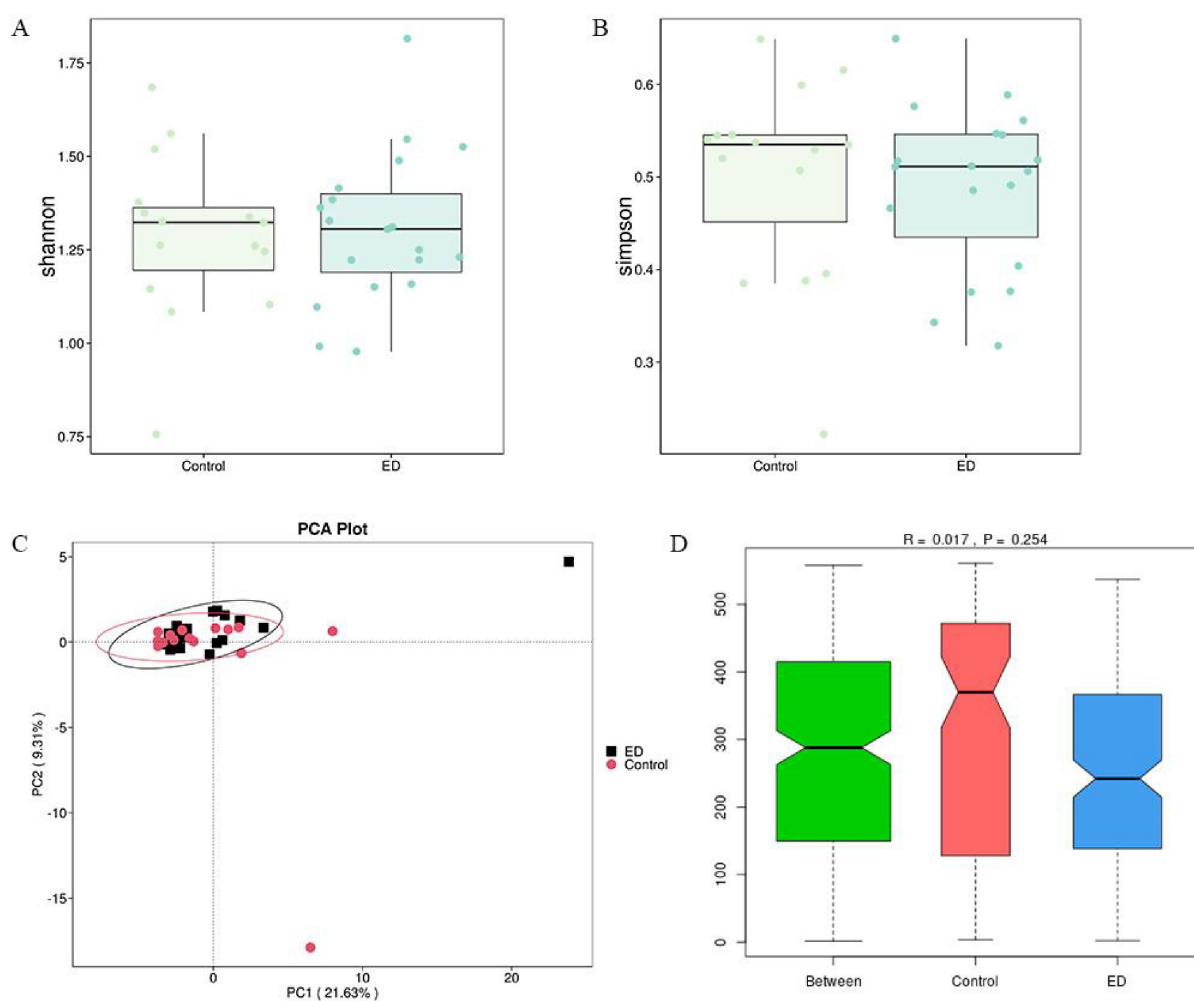 A
shannon
1.75
1.50
1.25
1.00
0.75
Control
ED
B
simpson
0.6
0.5
0.4
0.3
Control
ED
C
PCA Plot
PC2 ( 9.31% )
5
0
-5
-10
-15
0
10
20
PC1 ( 21.63% )
ED
Control
D
R = 0.017 , P = 0.254
500
400
300
200
100
0
Between
Control
ED